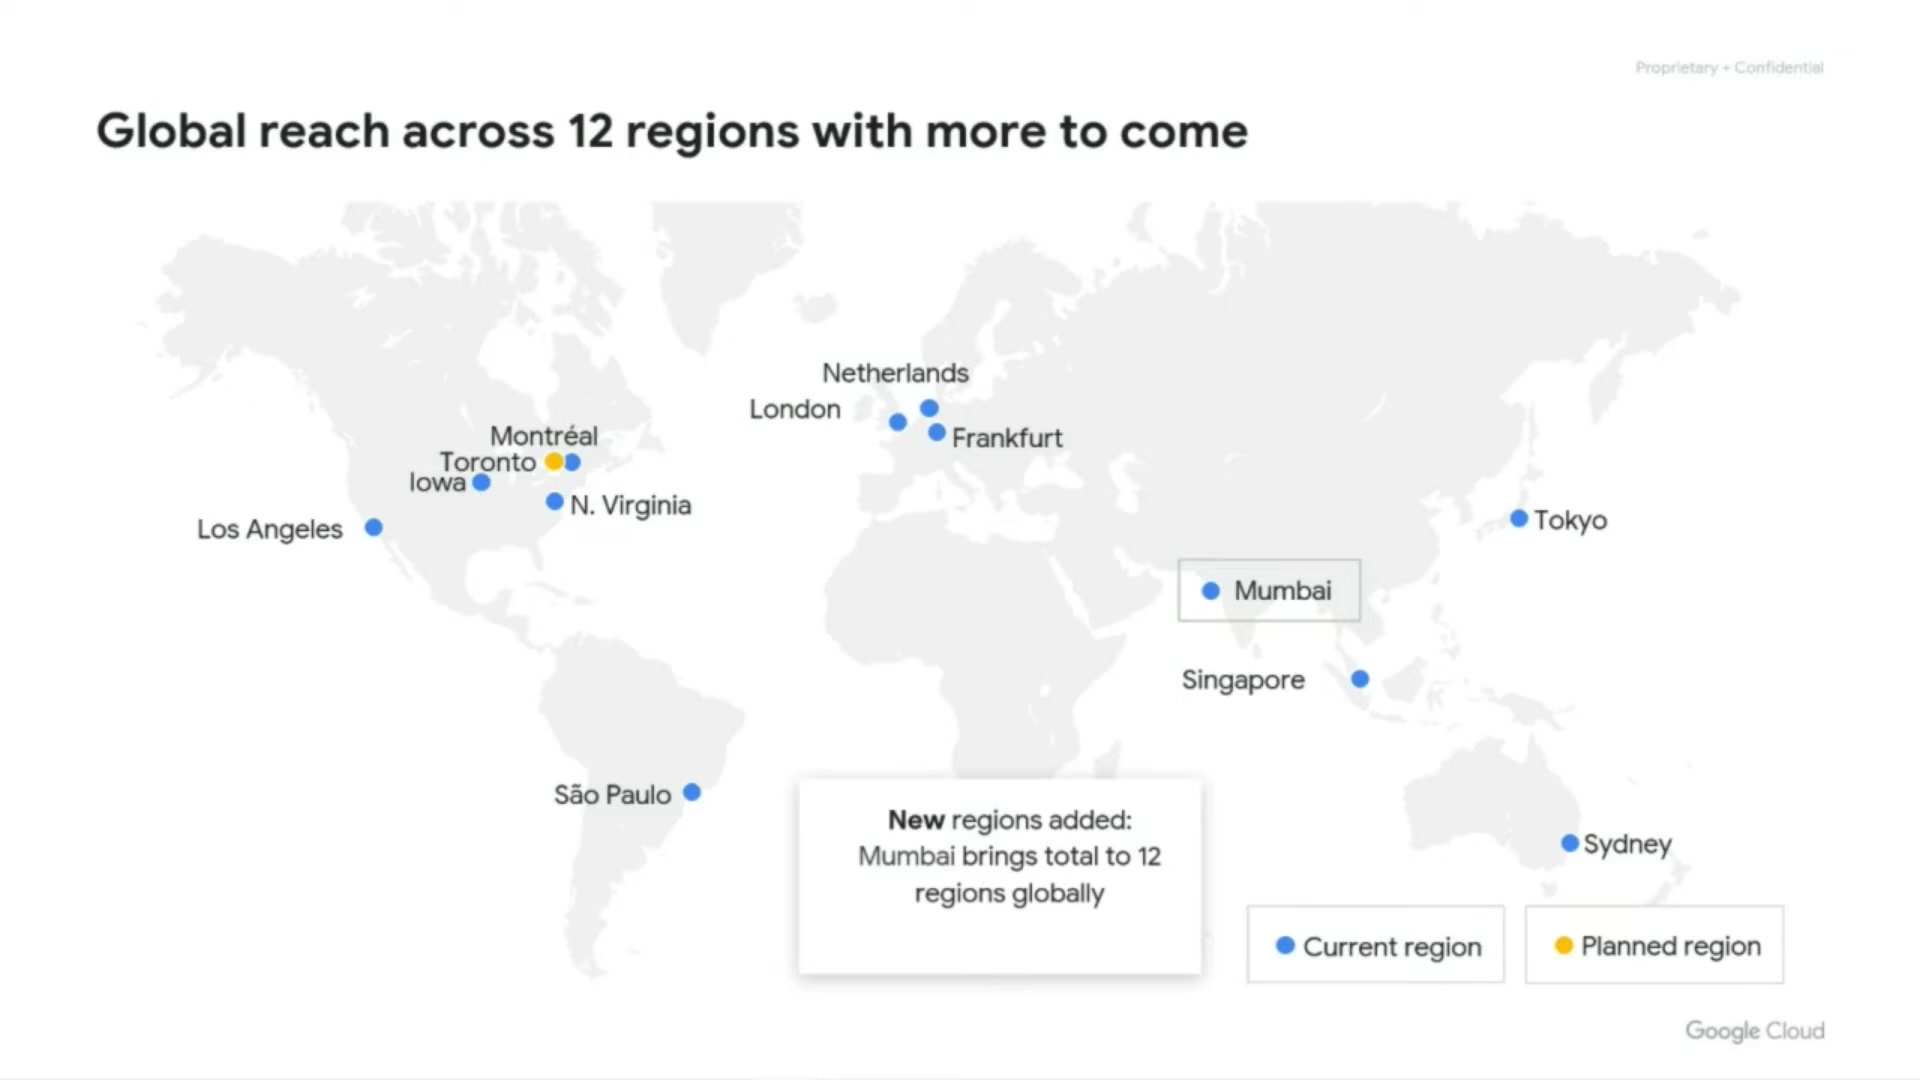 Proprietary + Confidential
Global reach across 12 regions with more to come
Netherlands
London
Frankfurt
Montréal
Toronto
Iowa
N. Virginia
Los Angeles
Tokyo
Mumbai
Singapore
São Paulo
New regions added:
Mumbai brings total to 12
regions globally
Sydney
Current region
Planned region
Google Cloud